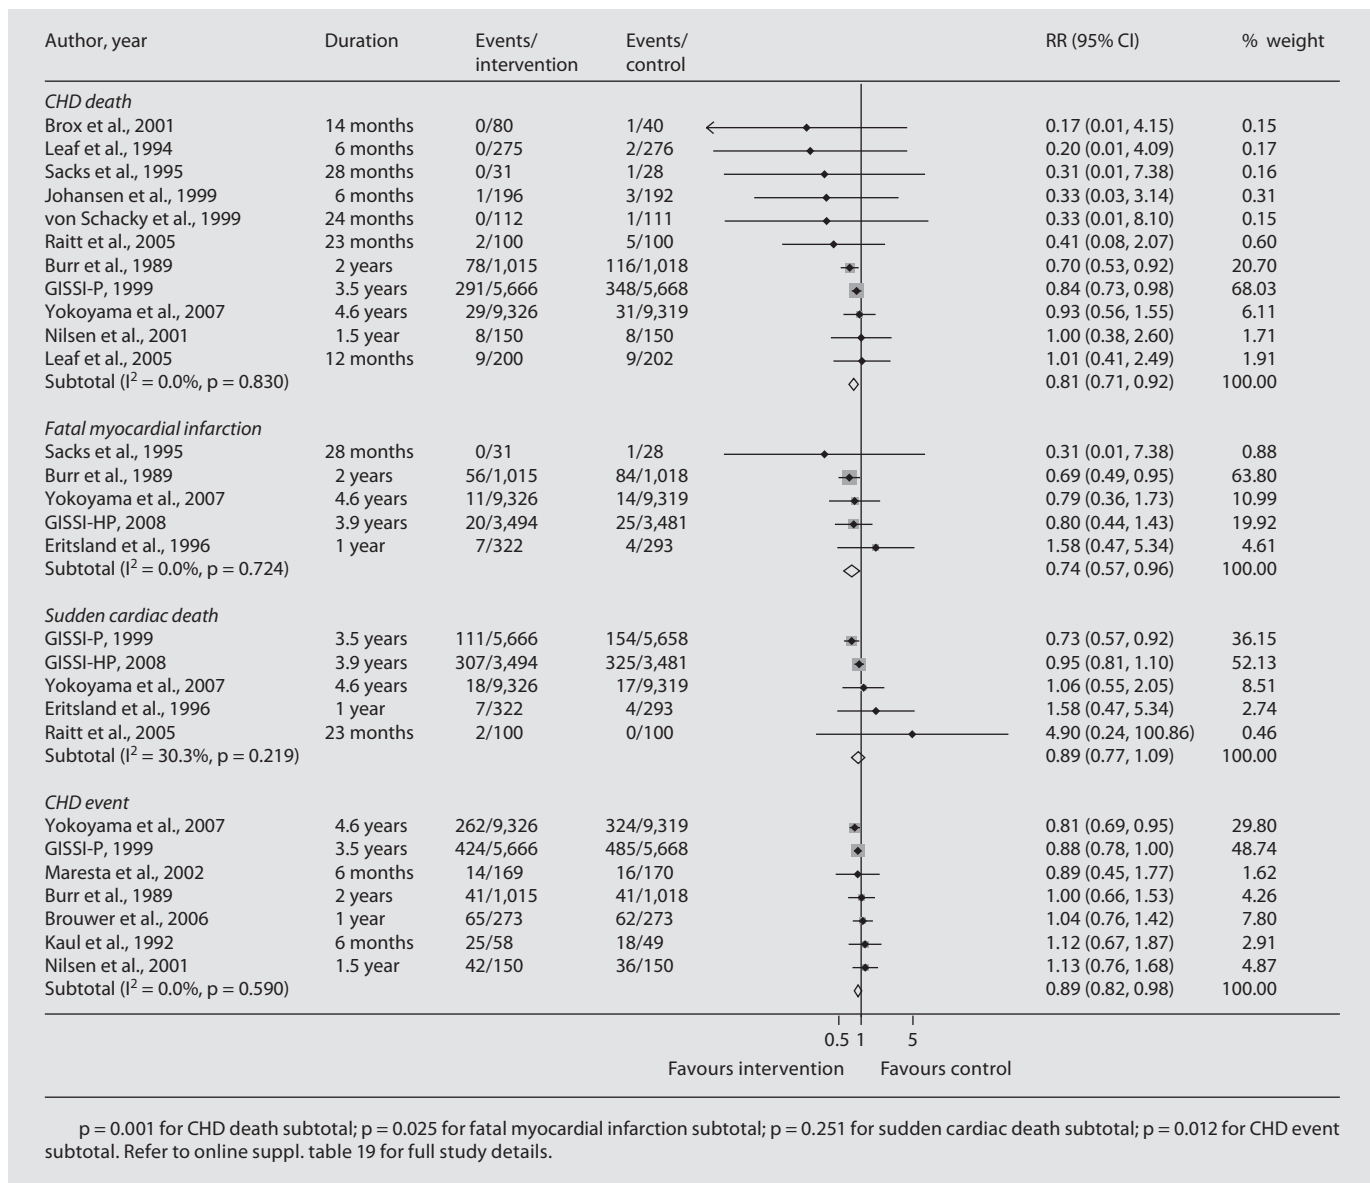 Author, year Duration Events/ Events/ RR (95% CI) % weight
intervention control
CHD death
Brox et al., 2001 14 months 0/80 1/40 0.17 (0.01, 4.15) 0.15
Leaf et al., 1994 6 months 0/275 2/276 0.20 (0.01, 4.09) 0.17
Sacks et al., 1995 28 months 0/31 1/28 0.31 (0.01, 7.38) 0.16
Johansen et al., 1999 6 months 1/196 3/192 0.33 (0.03, 3.14) 0.31
von Schacky et al., 1999 24 months 0/112 1/111 0.33 (0.01, 8.10) 0.15
Raitt et al., 2005 23 months 2/100 5/100 0.41 (0.08, 2.07) 0.60
Burr et al., 1989 2 years 78/1,015 116/1,018 0.70 (0.53, 0.92) 20.70
GISSI-P, 1999 3.5 years 291/5,666 348/5,668 0.84 (0.73, 0.98) 68.03
Yokoyama et al., 2007 4.6 years 29/9,326 31/9,319 0.93 (0.56, 1.55) 6.11
Nilsen et al., 2001 1.5 year 8/150 8/150 1.00 (0.38, 2.60) 1.71
Leaf et al., 2005 12 months 9/200 9/202 1.01 (0.41, 2.49) 1.91
Subtotal (I² = 0.0%, p = 0.830) 0.81 (0.71, 0.92) 100.00
Fatal myocardial infarction
Sacks et al., 1995 28 months 0/31 1/28 0.31 (0.01, 7.38) 0.88
Burr et al., 1989 2 years 56/1,015 84/1,018 0.69 (0.49, 0.95) 63.80
Yokoyama et al., 2007 4.6 years 11/9,326 14/9,319 0.79 (0.36, 1.73) 10.99
GISSI-HP, 2008 3.9 years 20/3,494 25/3,481 0.80 (0.44, 1.43) 19.92
Eritsland et al., 1996 1 year 7/322 4/293 1.58 (0.47, 5.34) 4.61
Subtotal (I² = 0.0%, p = 0.724) 0.74 (0.57, 0.96) 100.00
Sudden cardiac death
GISSI-P, 1999 3.5 years 111/5,666 154/5,658 0.73 (0.57, 0.92) 36.15
GISSI-HP, 2008 3.9 years 307/3,494 325/3,481 0.95 (0.81, 1.10) 52.13
Yokoyama et al., 2007 4.6 years 18/9,326 17/9,319 1.06 (0.55, 2.05) 8.51
Eritsland et al., 1996 1 year 7/322 4/293 1.58 (0.47, 5.34) 2.74
Raitt et al., 2005 23 months 2/100 0/100 4.90 (0.24, 100.86) 0.46
Subtotal (I² = 30.3%, p = 0.219) 0.89 (0.77, 1.09) 100.00
CHD event
Yokoyama et al., 2007 4.6 years 262/9,326 324/9,319 0.81 (0.69, 0.95) 29.80
GISSI-P, 1999 3.5 years 424/5,666 485/5,668 0.88 (0.78, 1.00) 48.74
Maresta et al., 2002 6 months 14/169 16/170 0.89 (0.45, 1.77) 1.62
Burr et al., 1989 2 years 41/1,015 41/1,018 1.00 (0.66, 1.53) 4.26
Brouwer et al., 2006 1 year 65/273 62/273 1.04 (0.76, 1.42) 7.80
Kaul et al., 1992 6 months 25/58 18/49 1.12 (0.67, 1.87) 2.91
Nilsen et al., 2001 1.5 year 42/150 36/150 1.13 (0.76, 1.68) 4.87
Subtotal (I² = 0.0%, p = 0.590) 0.89 (0.82, 0.98) 100.00
0.5 1 5
Favours intervention Favours control
p = 0.001 for CHD death subtotal; p = 0.025 for fatal myocardial infarction subtotal; p = 0.251 for sudden cardiac death subtotal; p = 0.012 for CHD event
subtotal. Refer to online suppl. table 19 for full study details.